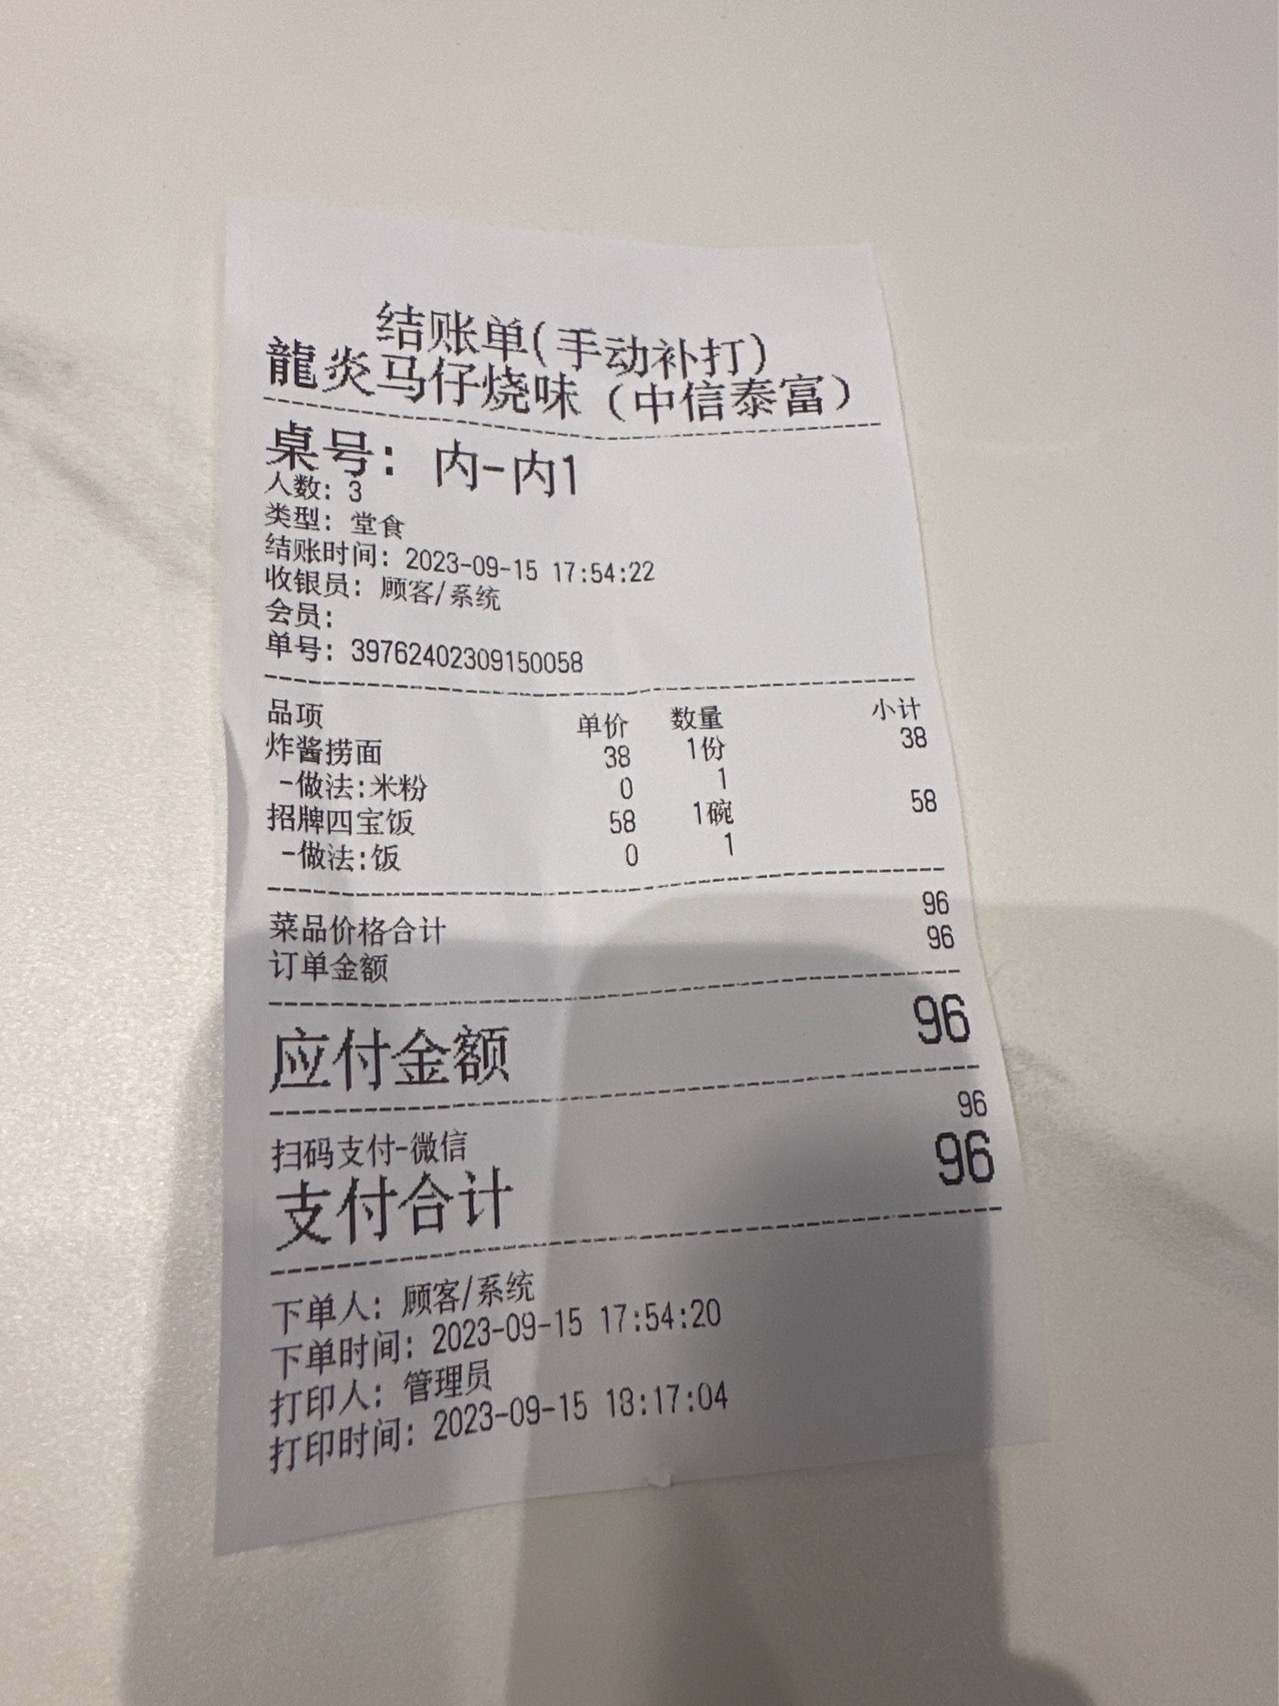 结账单(手动补打)
龍炎马仔烧味（中信泰富）
桌号: 内-内1
人数: 3
类型: 堂食
结账时间: 2023-09-15 17:54:22
收银员: 顾客/系统
会员:
单号: 39762402309150058
品项 单价 数量 小计
炸酱捞面 38 1份 38
-做法:米粉 0 1
招牌四宝饭 58 1碗 58
-做法:饭 0 1
菜品价格合计 96
订单金额 96
应付金额 96
扫码支付-微信 96
支付合计 96
下单人: 顾客/系统
下单时间: 2023-09-15 17:54:20
打印人: 管理员
打印时间: 2023-09-15 18:17:04